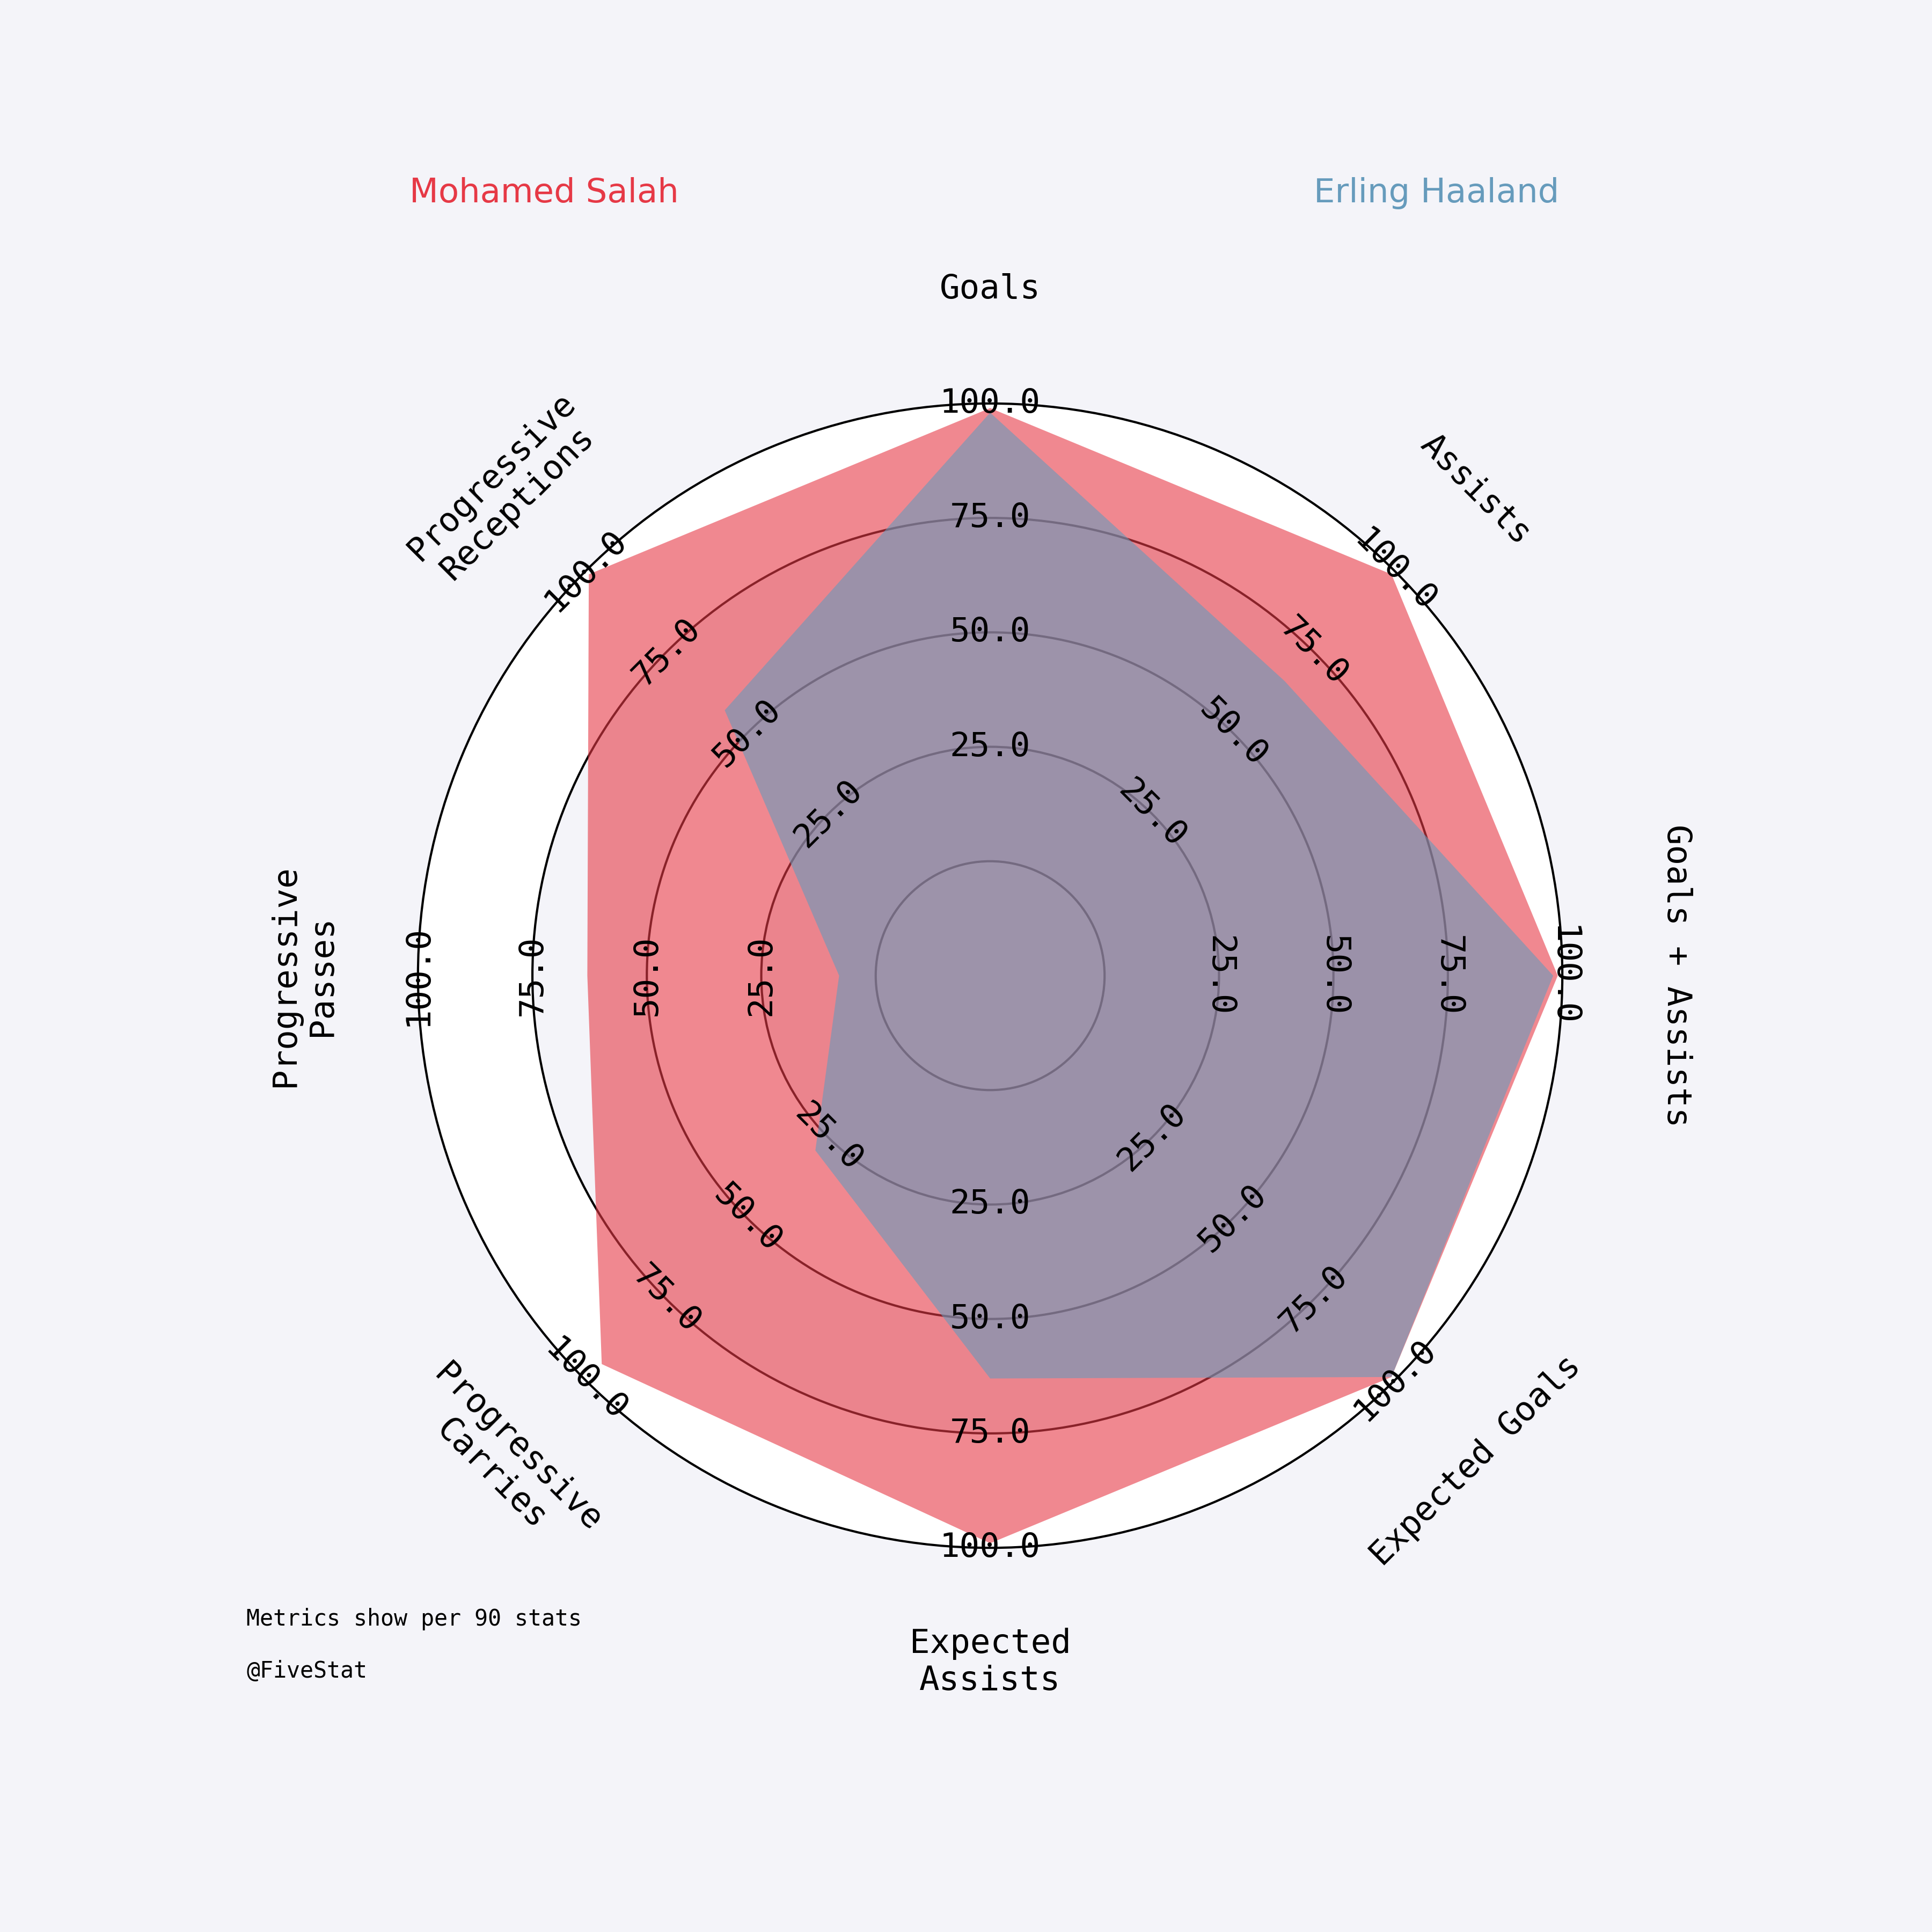 Mohamed Salah
Erling Haaland
Goals
Assists
Goals + Assists
Expected Goals
Expected
Assists
Progressive
Carries
Progressive
Passes
Progressive
Receptions
25.0
50.0
75.0
100.0
25.0
50.0
75.0
100.0
25.0
50.0
75.0
100.0
25.0
50.0
75.0
100.0
25.0
50.0
75.0
100.0
25.0
50.0
75.0
100.0
25.0
50.0
75.0
100.0
25.0
50.0
75.0
100.0
Metrics show per 90 stats
@FiveStat